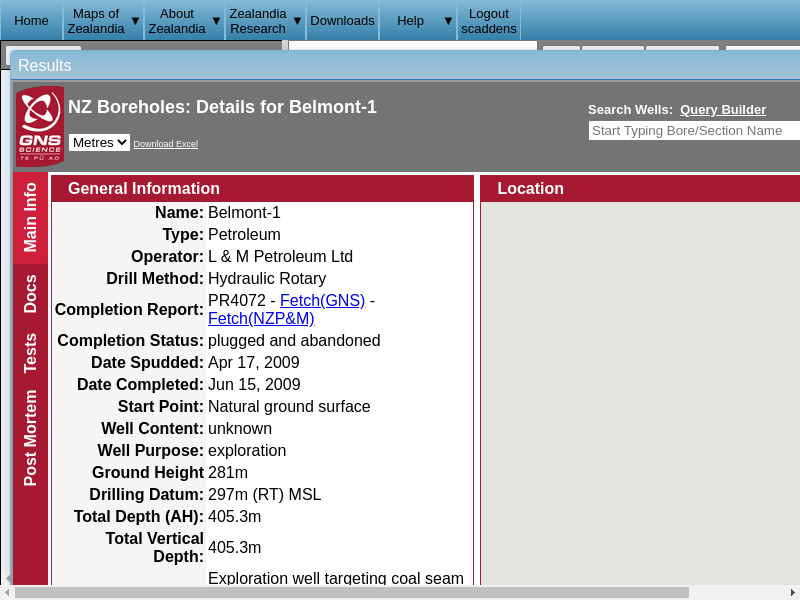 Home
Maps of Zealandia ▼
About Zealandia ▼
Zealandia Research ▼
Downloads
Help ▼
Logout scaddens
Results
GNS
SCIENCE
TE PŪ AO
NZ Boreholes: Details for Belmont-1
Metres Download Excel
Search Wells: Query Builder
Start Typing Bore/Section Name
Main Info
Docs
Tests
Post Mortem
General Information
Name: Belmont-1
Type: Petroleum
Operator: L & M Petroleum Ltd
Drill Method: Hydraulic Rotary
Completion Report: PR4072 - Fetch(GNS) -
Fetch(NZP&M)
Completion Status: plugged and abandoned
Date Spudded: Apr 17, 2009
Date Completed: Jun 15, 2009
Start Point: Natural ground surface
Well Content: unknown
Well Purpose: exploration
Ground Height 281m
Drilling Datum: 297m (RT) MSL
Total Depth (AH): 405.3m
Total Vertical
Depth: 405.3m
Exploration well targeting coal seam
Location